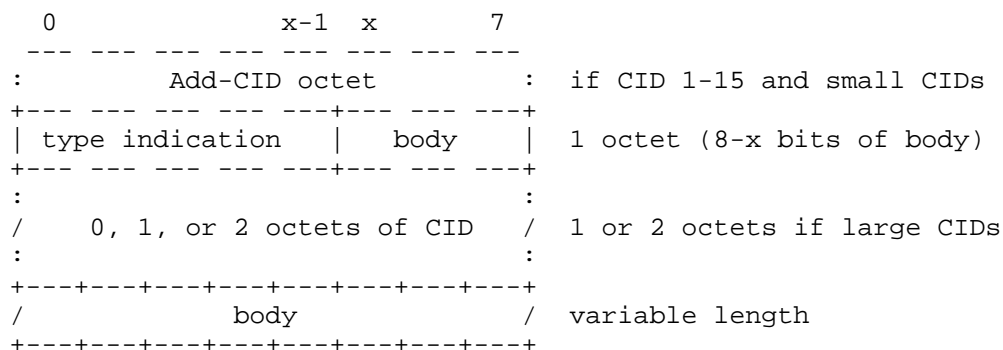 0              x-1  x       7
 --- --- --- --- --- --- --- ---
:         Add-CID octet         :  if CID 1-15 and small CIDs
+--- --- --- --- ---+--- --- ---+
| type indication   |   body    |  1 octet (8-x bits of body)
+--- --- --- --- ---+--- --- ---+
:                               :
/    0, 1, or 2 octets of CID   /  1 or 2 octets if large CIDs
:                               :
+---+---+---+---+---+---+---+---+
/             body              /  variable length
+---+---+---+---+---+---+---+---+